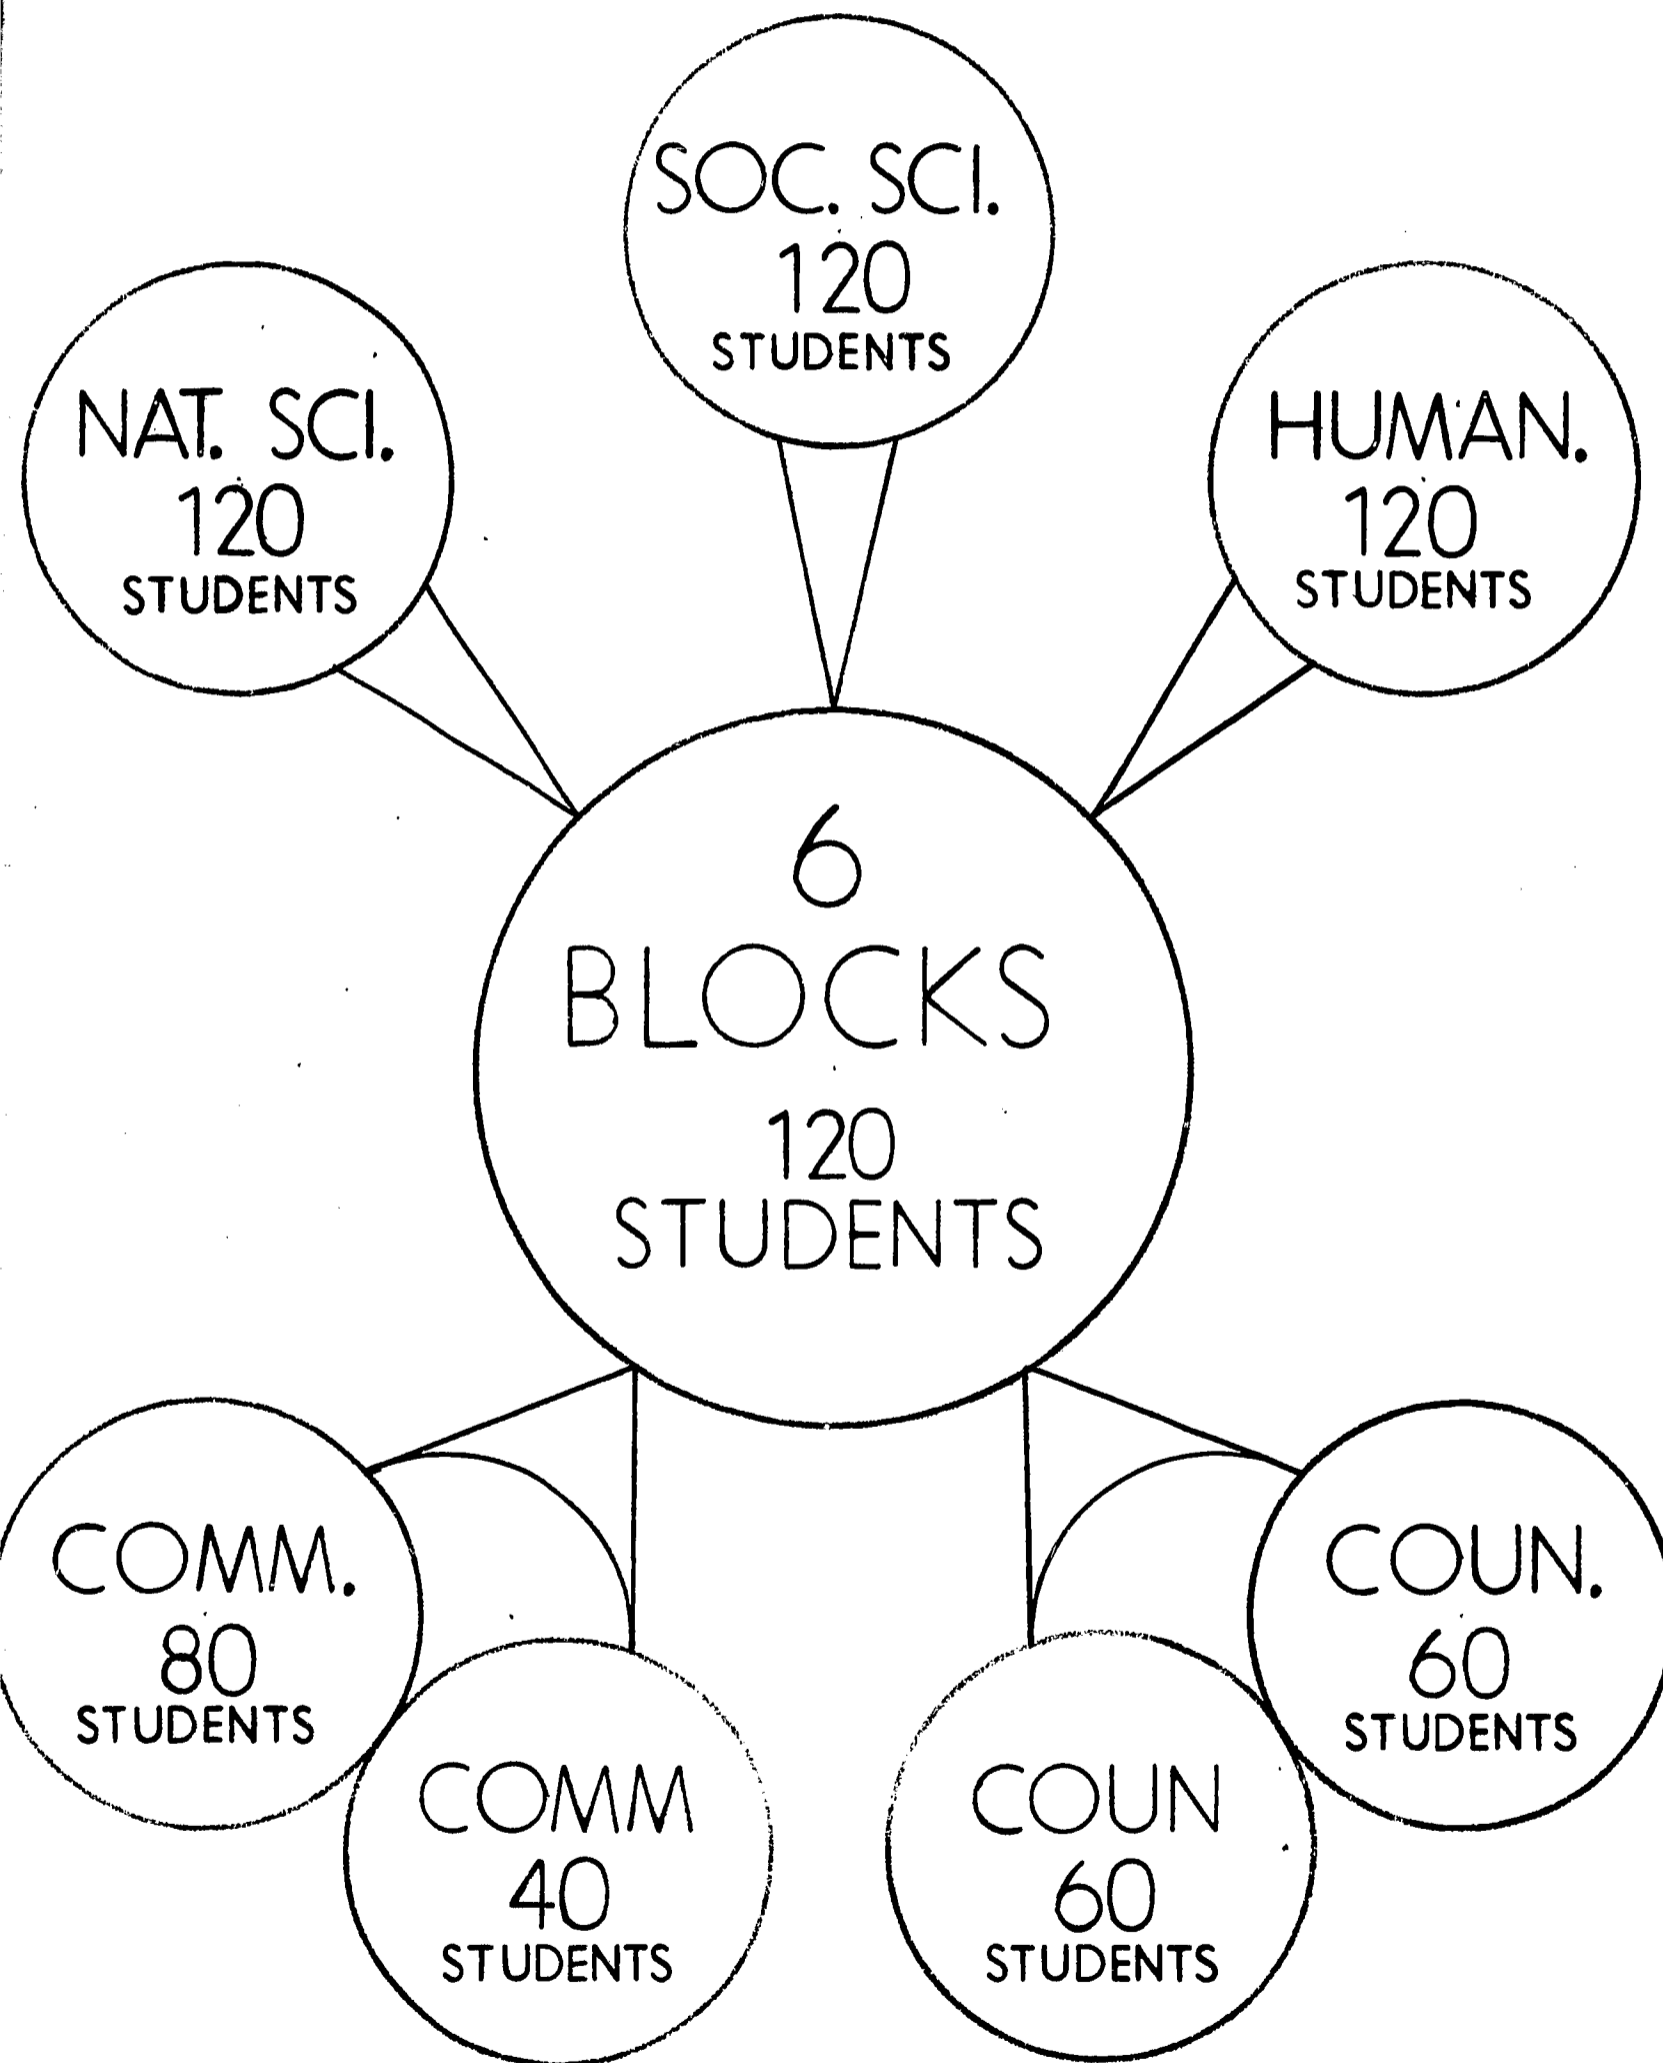 SOC. SCI.
120
STUDENTS
NAT. SCI.
120
STUDENTS
HUMAN.
120
STUDENTS
6
BLOCKS
120
STUDENTS
COMM.
80
STUDENTS
COMM
40
STUDENTS
COUN
60
STUDENTS
COUN.
60
STUDENTS